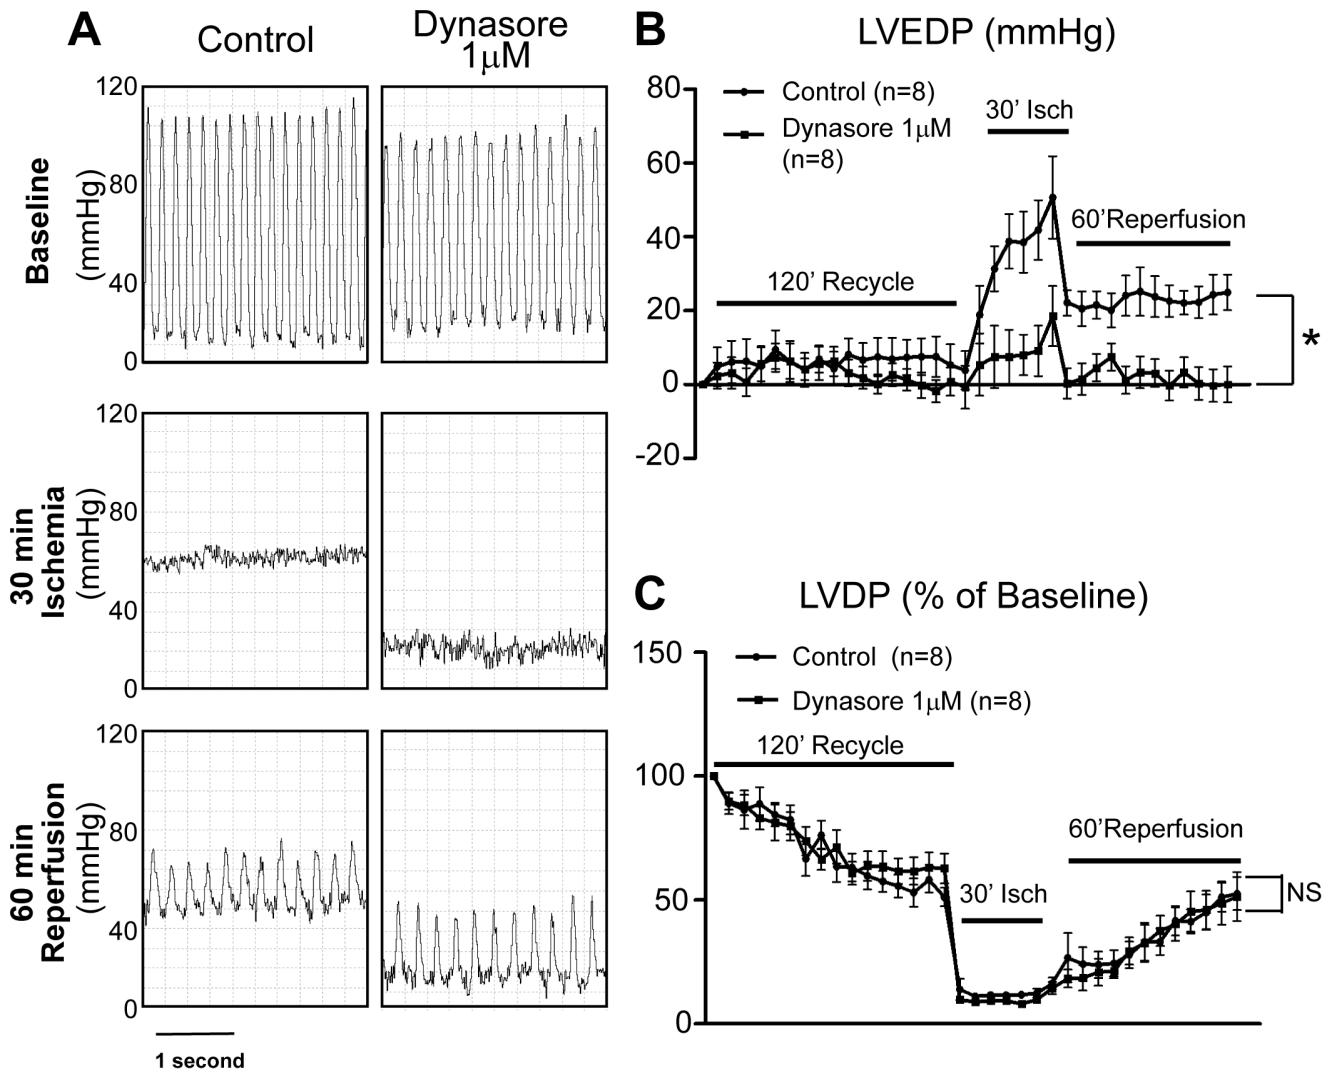 A
Control
Dynasore
1μM
Baseline
(mmHg)
120
80
40
0
30 min
Ischemia
(mmHg)
120
80
40
0
60 min
Reperfusion
(mmHg)
120
80
40
0
1 second
B
LVEDP (mmHg)
Control (n=8)
Dynasore 1μM
(n=8)
30’ Isch
60’Reperfusion
120’ Recycle
80
60
40
20
0
-20
*
C
LVDP (% of Baseline)
Control (n=8)
Dynasore 1μM (n=8)
120’ Recycle
60’Reperfusion
30’ Isch
NS
150
100
50
0